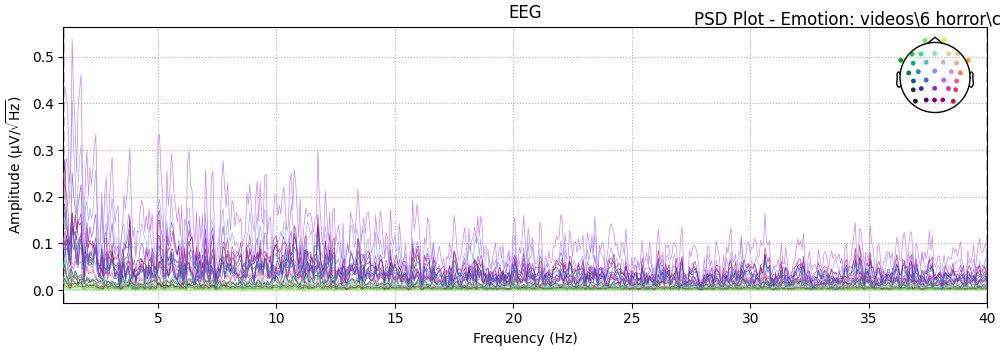 EEG
PSD Plot - Emotion: videos\6 horror\c
Amplitude (µV/√Hz)
0.5
0.4
0.3
0.2
0.1
0.0
5 10 15 20 25 30 35 40
Frequency (Hz)